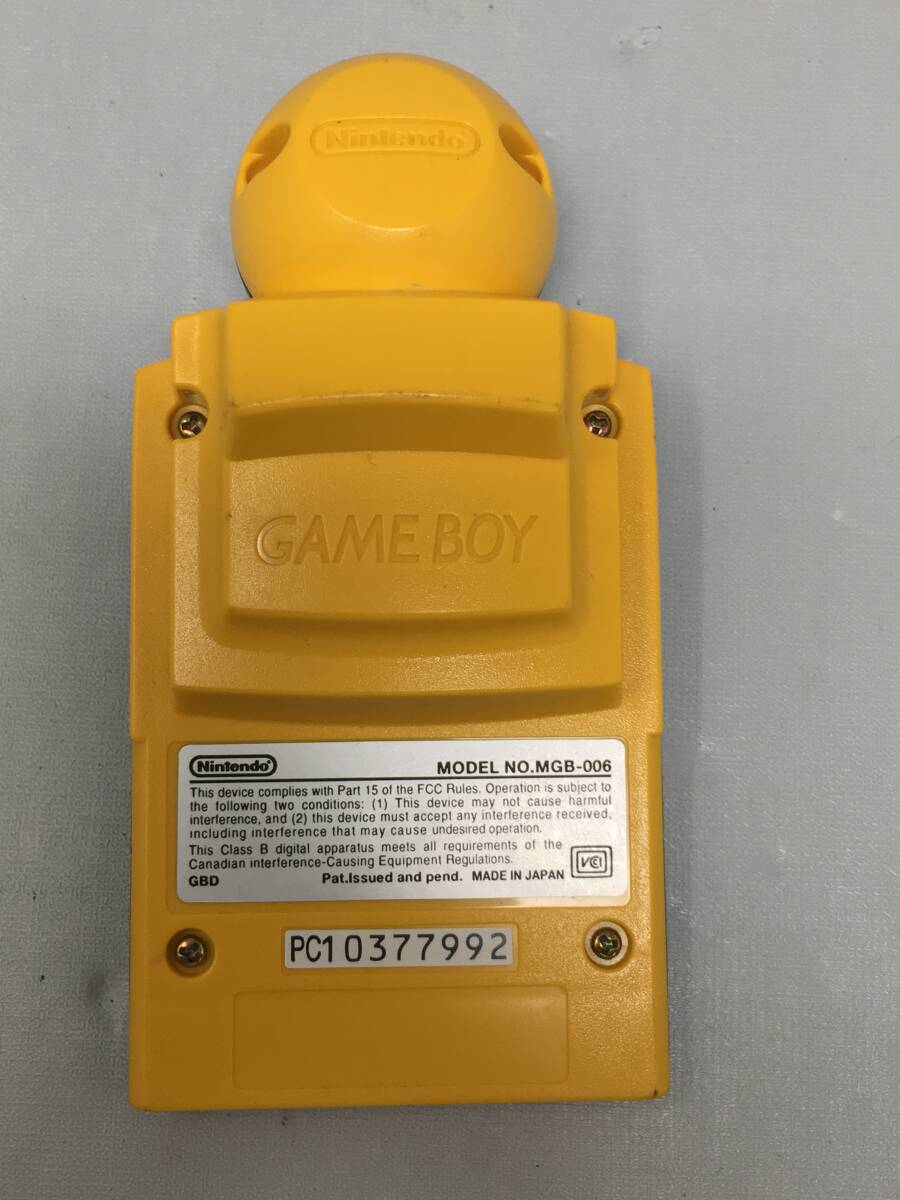 Nintendo
GAME BOY
Nintendo
MODEL NO.MGB-006
This device complies with Part 15 of the FCC Rules. Operation is subject to
the following two conditions: (1) This device may not cause harmful
interference, and (2) this device must accept any interference received,
including interference that may cause undesired operation.
This Class B digital apparatus meets all requirements of the
Canadian interference-Causing Equipment Regulations.
GBD Pat.Issued and pend. MADE IN JAPAN
VCI
PC10377992